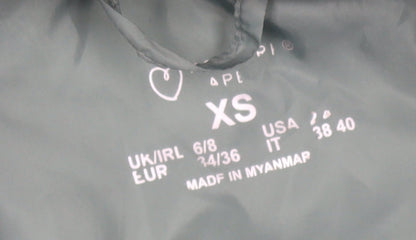 XS
UK/IRL 6/8 USA
EUR 34/36 IT 38 40
MADE IN MYANMAR